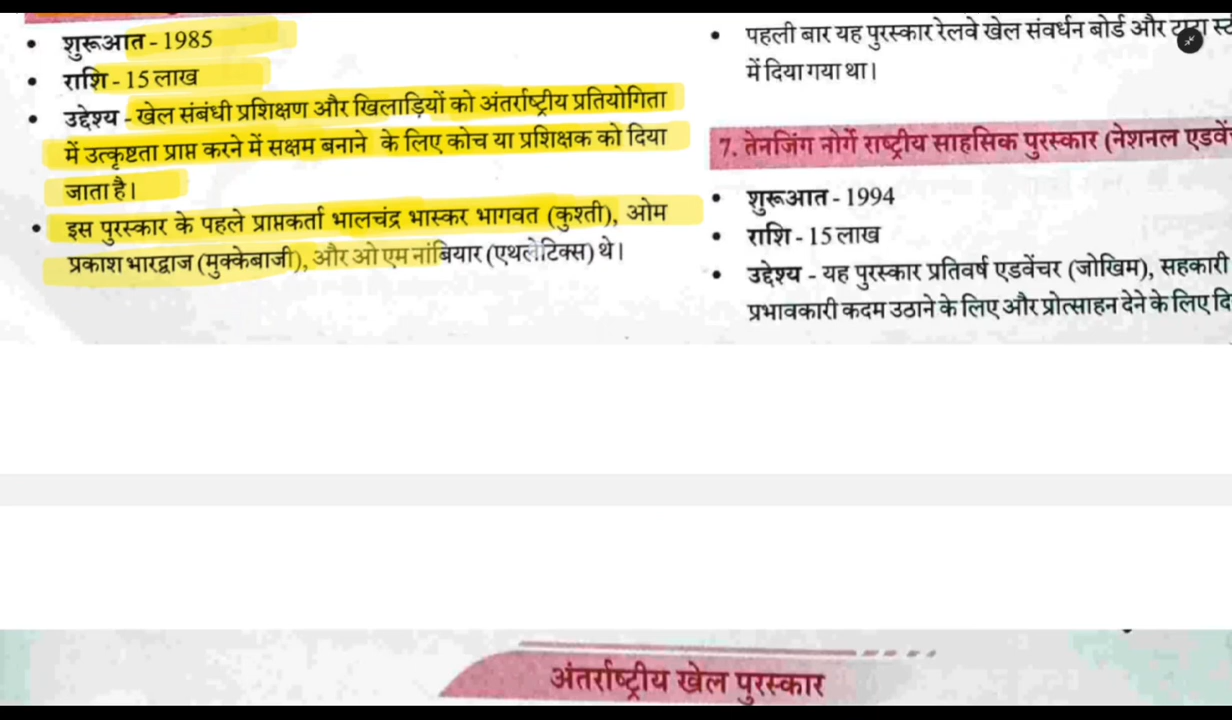 शुरूआत - 1985
राशि - 15 लाख
उद्देश्य - खेल संबंधी प्रशिक्षण और खिलाड़ियों को अंतर्राष्ट्रीय प्रतियोगिता
में उत्कृष्टता प्राप्त करने में सक्षम बनाने के लिए कोच या प्रशिक्षक को दिया
जाता है।
इस पुरस्कार के पहले प्राप्तकर्ता भालचंद्र भास्कर भागवत (कुश्ती), ओम
प्रकाश भारद्वाज (मुक्केबाजी), और ओ एम नांबियार (एथलेटिक्स) थे।
पहली बार यह पुरस्कार रेलवे खेल संवर्धन बोर्ड और
में दिया गया था।
7. तेनजिंग नोर्गे राष्ट्रीय साहसिक पुरस्कार (नेशनल
शुरूआत - 1994
राशि - 15 लाख
उद्देश्य - यह पुरस्कार प्रतिवर्ष एडवेंचर (जोखिम), सहकारी
प्रभावकारी कदम उठाने के लिए और प्रोत्साहन देने के लिए
अंतर्राष्ट्रीय खेल पुरस्कार